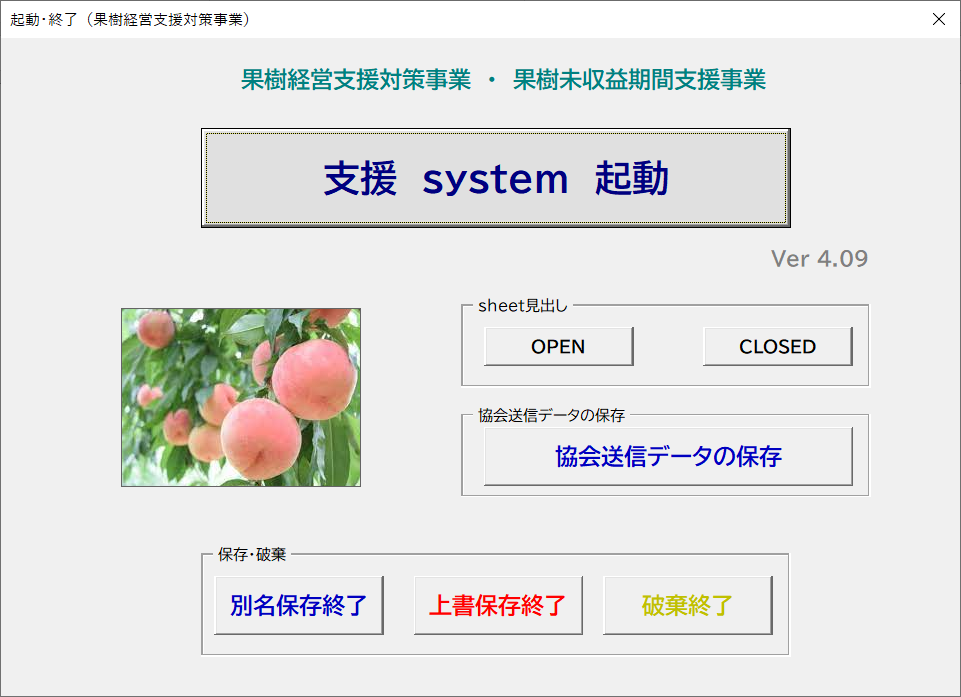 起動･終了（果樹経営支援対策事業）
果樹経営支援対策事業 ・ 果樹未収益期間支援事業
支援 system 起動
Ver 4.09
sheet見出し
OPEN CLOSED
協会送信データの保存
協会送信データの保存
保存･破棄
別名保存終了 上書保存終了 破棄終了